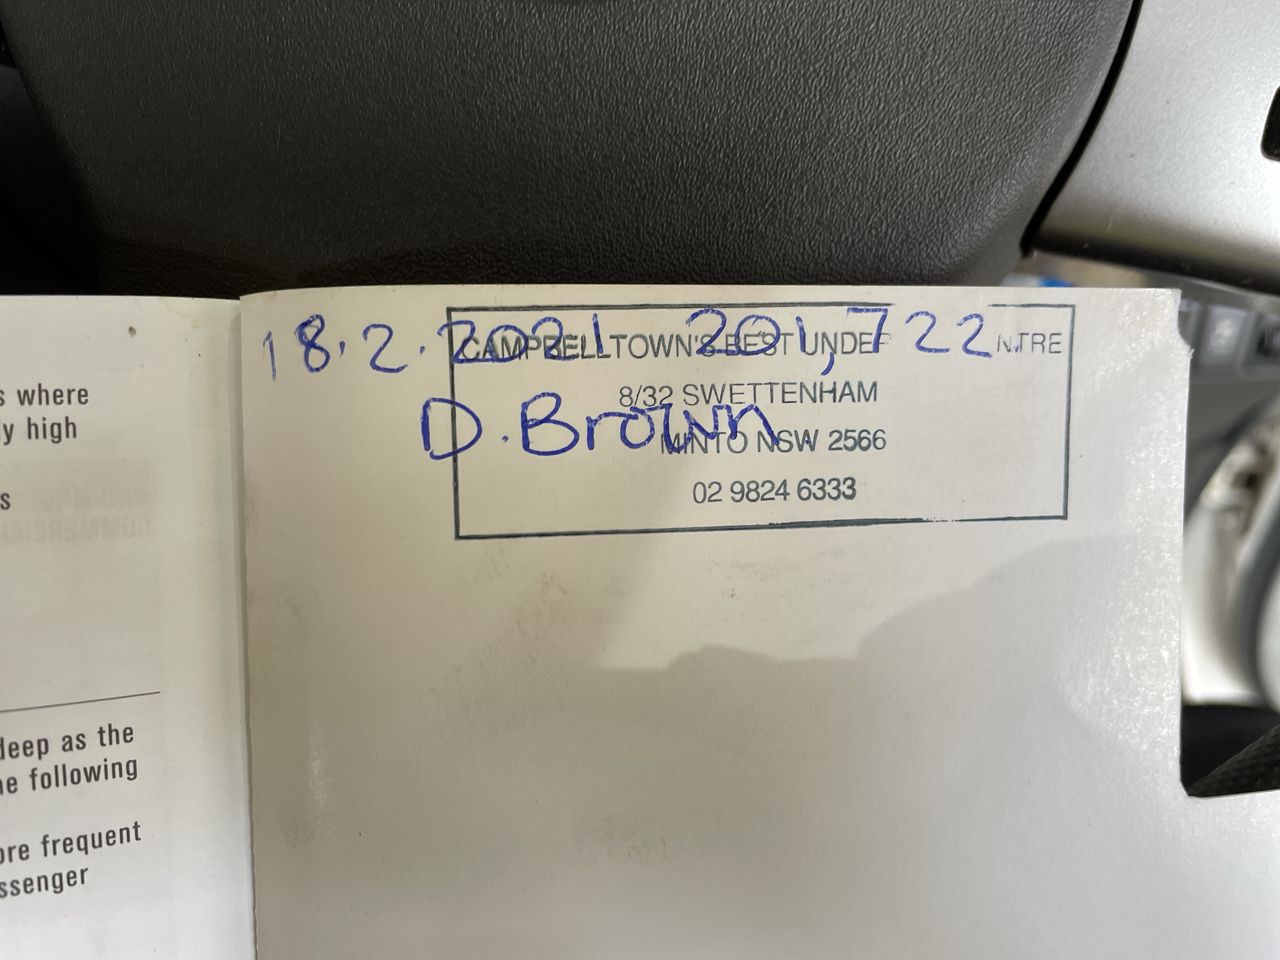 s where
ly high
s
deep as the
he following
ore frequent
ssenger
18.2.2021 201,722
D. Brown
CAMPBELLTOWN'S BEST UNDE NTRE
8/32 SWETTENHAM
MINTO NSW 2566
02 9824 6333